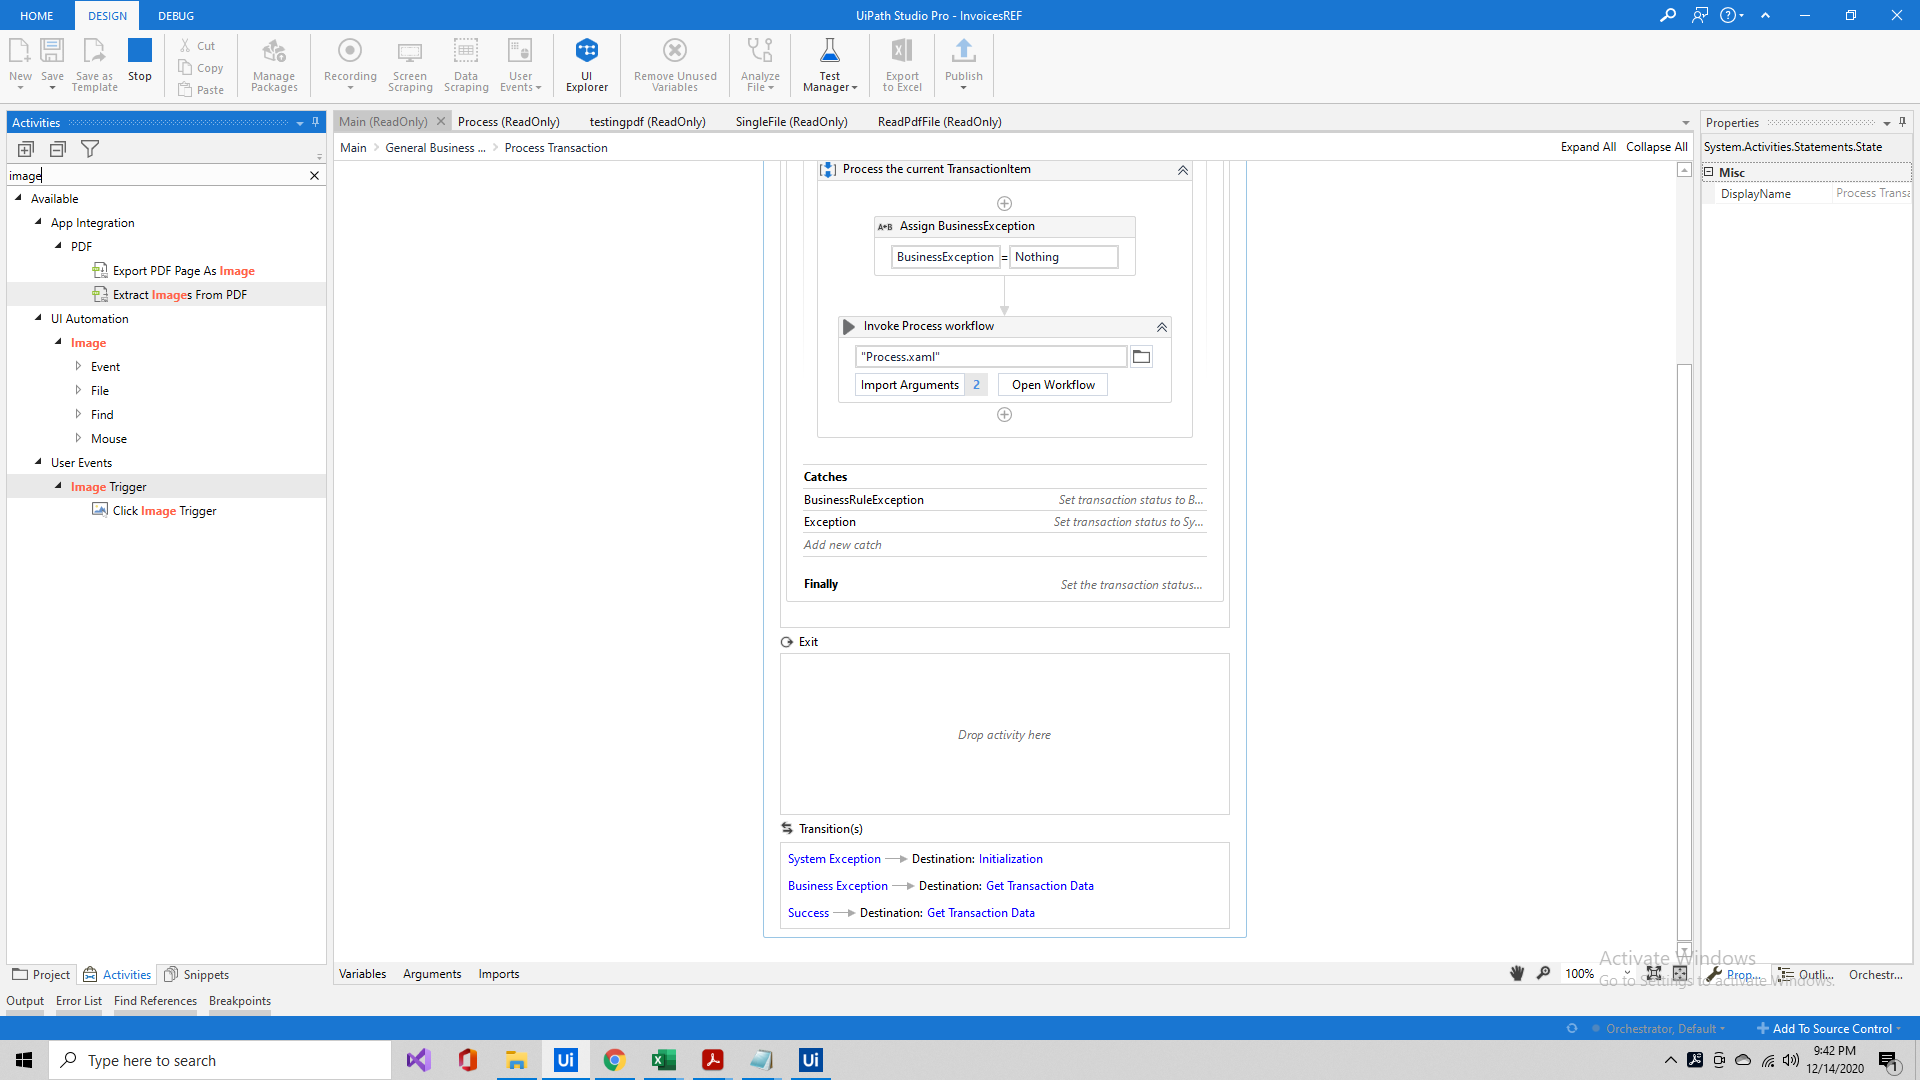 HOME DESIGN DEBUG UiPath Studio Pro - InvoicesREF
New Save Save as Template Stop Cut Copy Paste Manage Packages Recording Screen Scraping Data Scraping User Events UI Explorer Remove Unused Variables Analyze File Test Manager Export to Excel Publish
Activities
image
Available
App Integration
PDF
Export PDF Page As Image
Extract Images From PDF
UI Automation
Image
Event
File
Find
Mouse
User Events
Image Trigger
Click Image Trigger
Project Activities Snippets
Main (ReadOnly) Process (ReadOnly) testingpdf (ReadOnly) SingleFile (ReadOnly) ReadPdfFile (ReadOnly)
Main General Business ... Process Transaction Expand All Collapse All
Process the current TransactionItem
A+B Assign BusinessException
BusinessException = Nothing
Invoke Process workflow
"Process.xaml"
Import Arguments 2 Open Workflow
Catches
BusinessRuleException Set transaction status to B...
Exception Set transaction status to Sy...
Add new catch
Finally Set the transaction status...
Exit
Drop activity here
Transition(s)
System Exception Destination: Initialization
Business Exception Destination: Get Transaction Data
Success Destination: Get Transaction Data
Variables Arguments Imports 100%
Properties
System.Activities.Statements.State
Misc
DisplayName Process Transa
Activate Windows
Go to Settings to activate Windows.
Prop... Outli... Orchestr...
Output Error List Find References Breakpoints
Orchestrator, Default Add To Source Control
Type here to search
Ui Ui
9:42 PM
12/14/2020
1